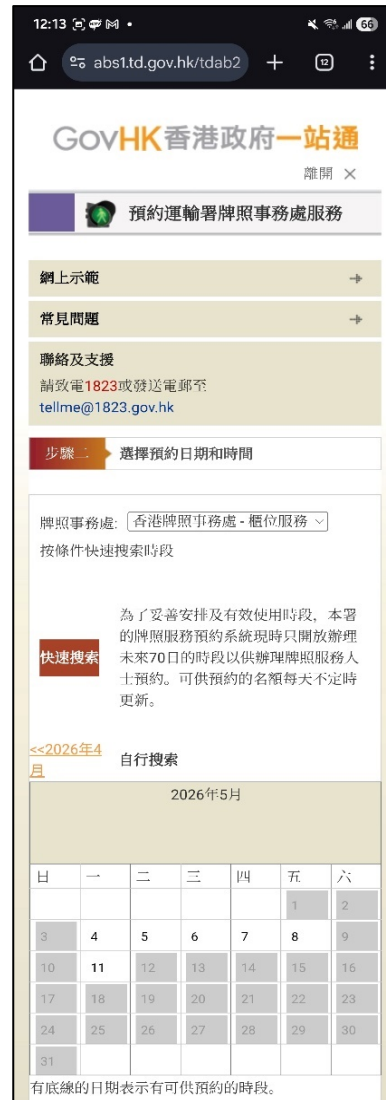 12:13
66
abs1.td.gov.hk/tdab2
12
GovHK香港政府一站通
離開 ×
預約運輸署牌照事務處服務
網上示範
常見問題
聯絡及支援
請致電1823或發送電郵至
tellme@1823.gov.hk
步驟二
選擇預約日期和時間
牌照事務處: 香港牌照事務處 - 櫃位服務
按條件快速搜索時段
快速搜索
為了妥善安排及有效使用時段，本署
的牌照服務預約系統現時只開放辦理
未來70日的時段以供辦理牌照服務人
士預約。可供預約的名額每天不定時
更新。
<<2026年4
月
自行搜索
2026年5月
日 一 二 三 四 五 六
1 2
3 4 5 6 7 8 9
10 11 12 13 14 15 16
17 18 19 20 21 22 23
24 25 26 27 28 29 30
31
有底線的日期表示有可供預約的時段。